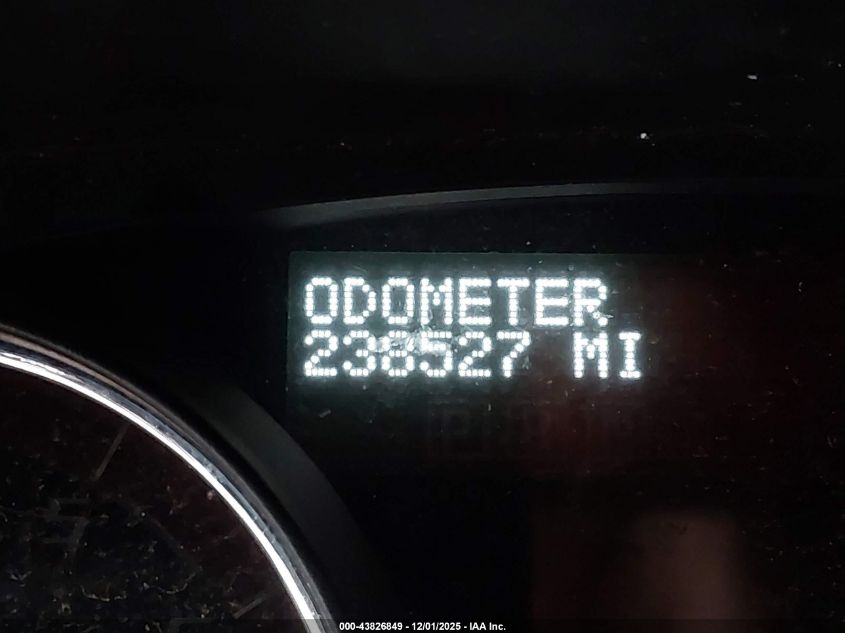 ODOMETER
238527 MI
000-43826849 - 12/01/2025 - IAA Inc.